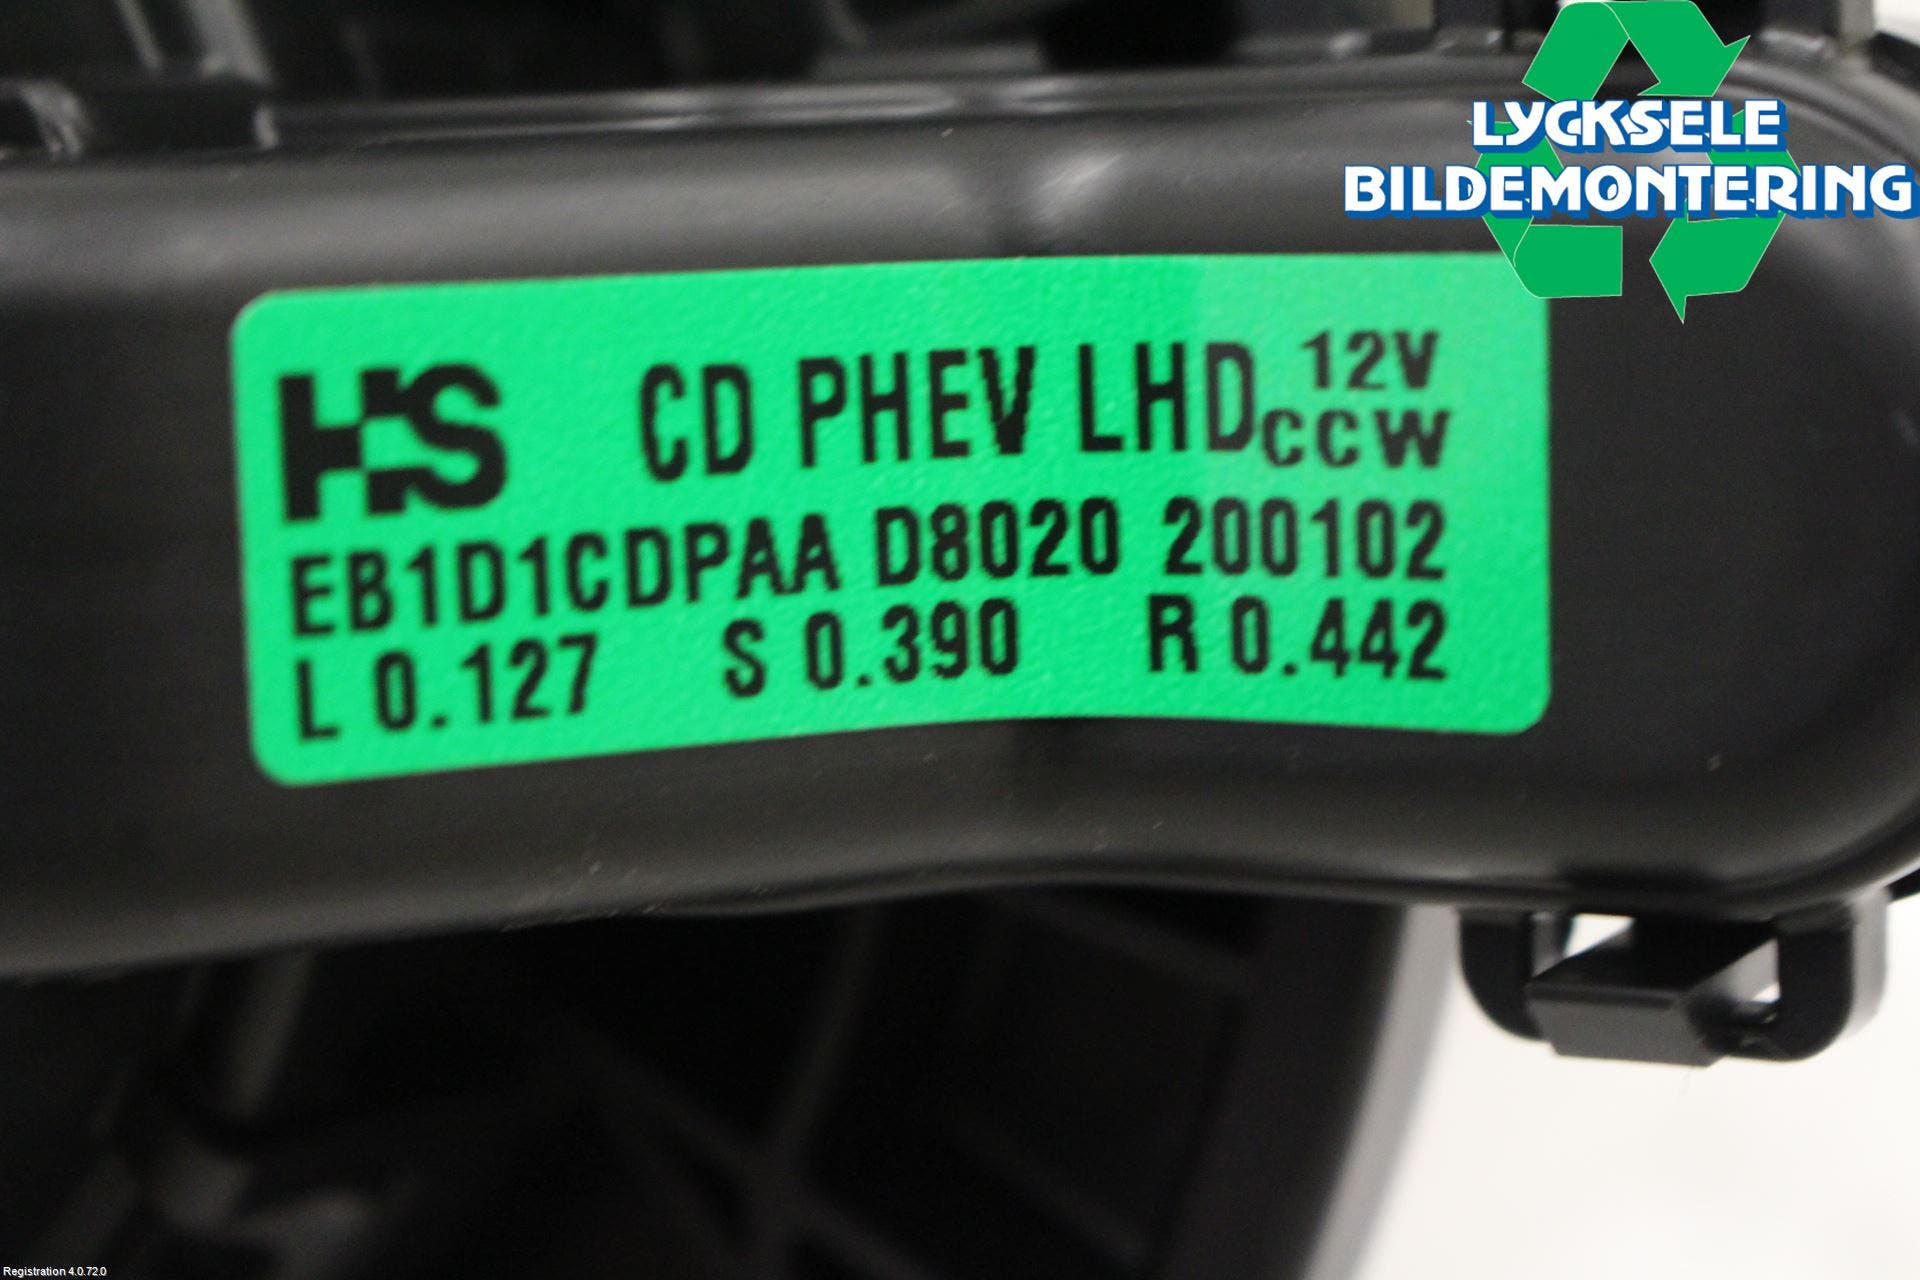 LYCKSELE
BILDEMONTERING
HS CD PHEV LHD 12V
CCW
EB1D1CDPAA D8020 200102
L 0.127 S 0.390 R 0.442
Registration 4.0.72.0